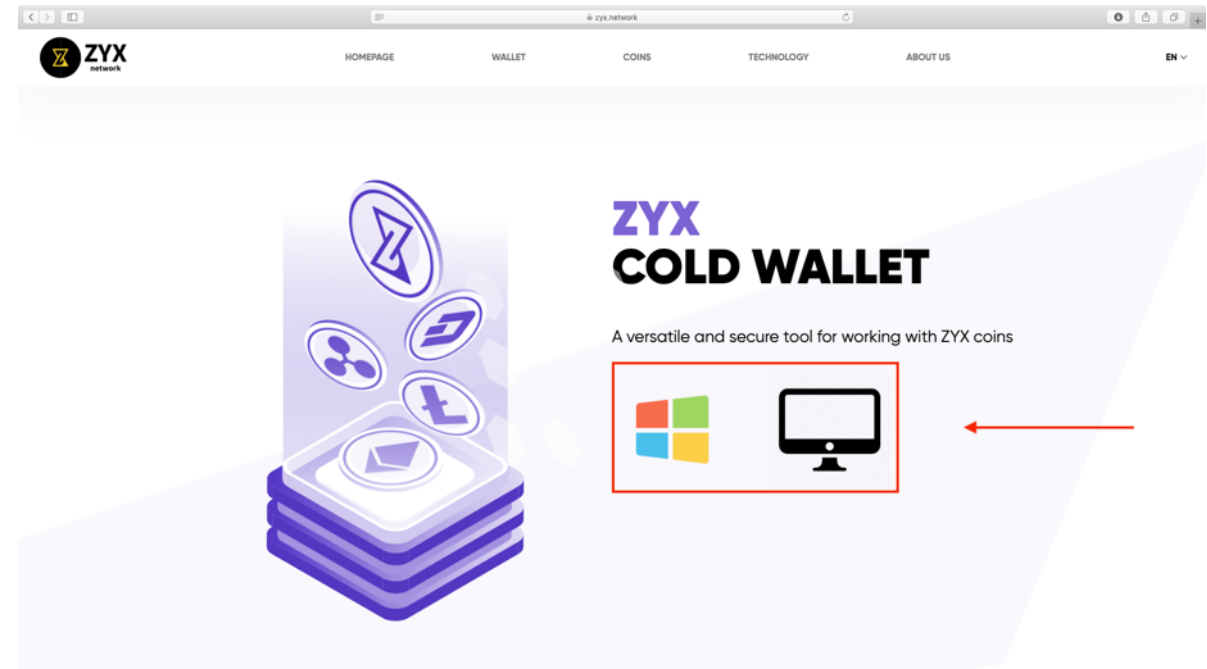 zyx.network
ZYX
network
HOMEPAGE
WALLET
COINS
TECHNOLOGY
ABOUT US
EN
ZYX
COLD WALLET
A versatile and secure tool for working with ZYX coins